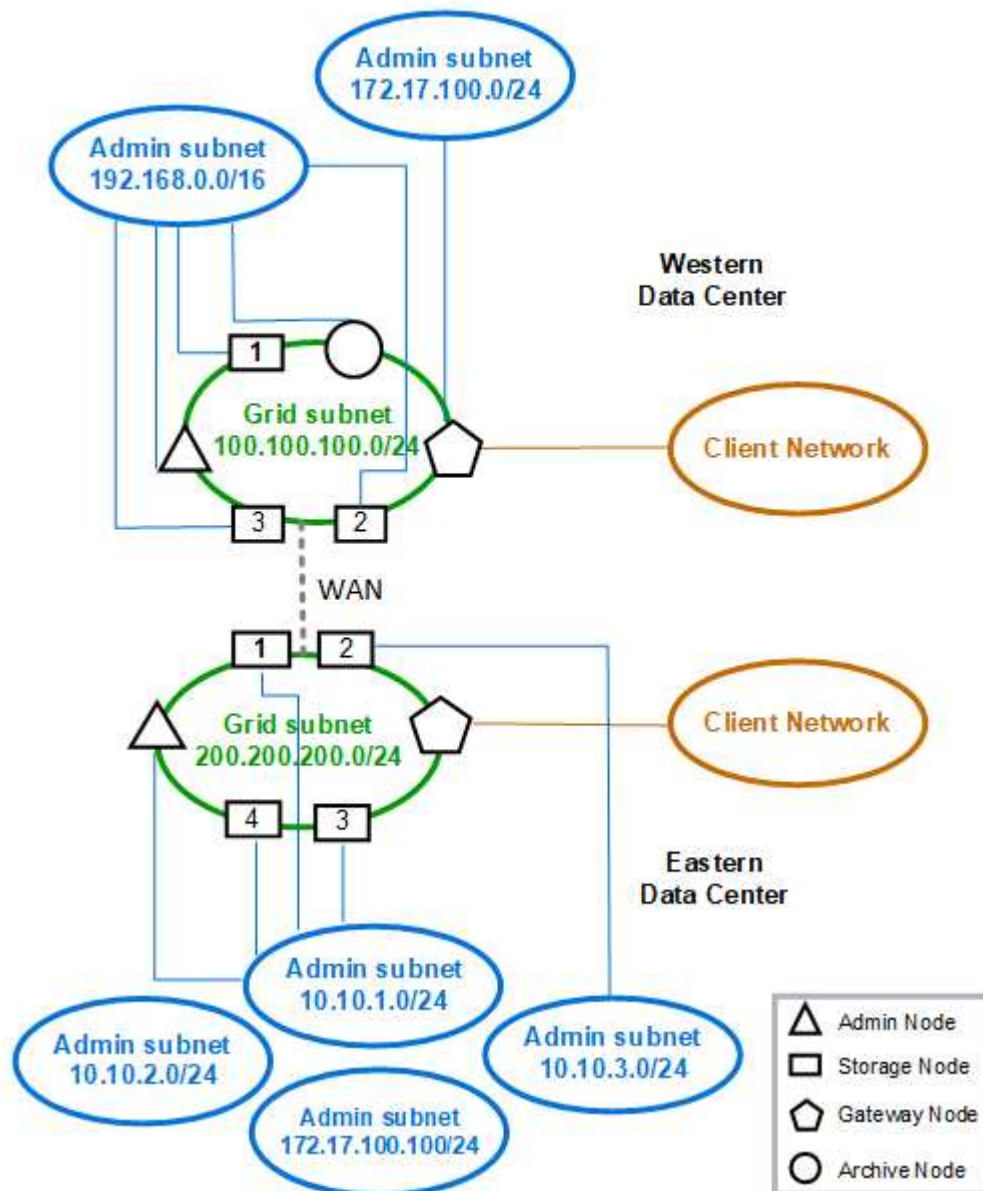 Admin subnet
172.17.100.0/24
Admin subnet
192.168.0.0/16
Western
Data Center
1
Grid subnet
100.100.100.0/24
Client Network
3
2
WAN
1
2
Grid subnet
200.200.200.0/24
Client Network
4
3
Eastern
Data Center
Admin subnet
10.10.1.0/24
Admin subnet
10.10.2.0/24
Admin subnet
10.10.3.0/24
Admin subnet
172.17.100.100/24
Admin Node
Storage Node
Gateway Node
Archive Node